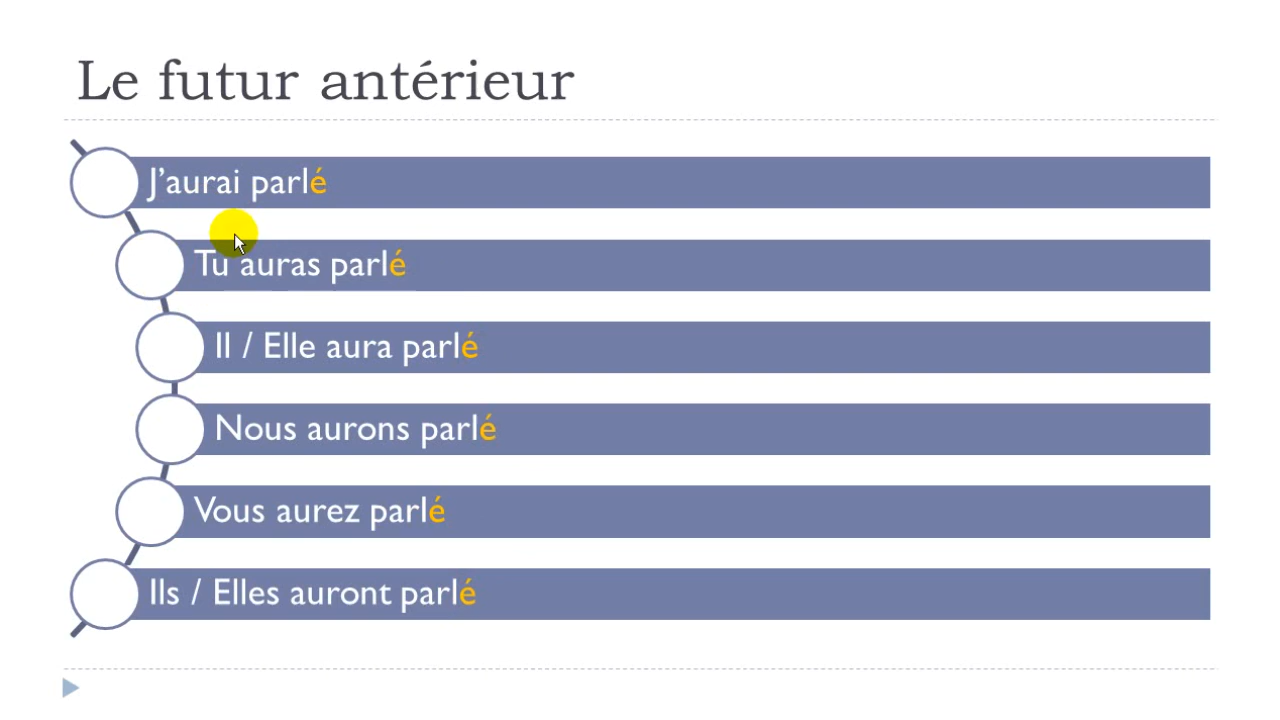 Le futur antérieur
J’aurai parlé
Tu auras parlé
Il / Elle aura parlé
Nous aurons parlé
Vous aurez parlé
Ils / Elles auront parlé